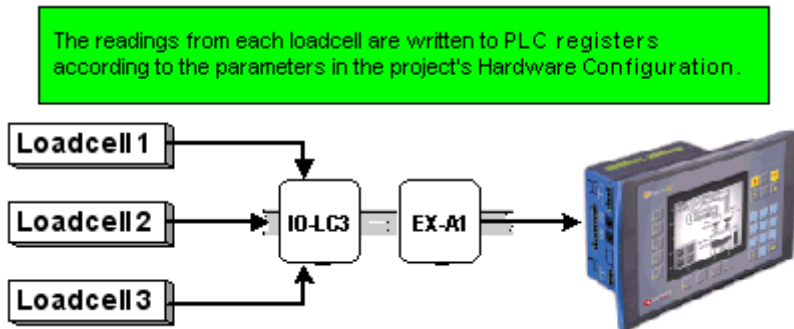 The readings from each loadcell are written to PLC registers
according to the parameters in the project's Hardware Configuration.
Loadcell 1
Loadcell 2
IO-LC3
EX-A1
Loadcell 3